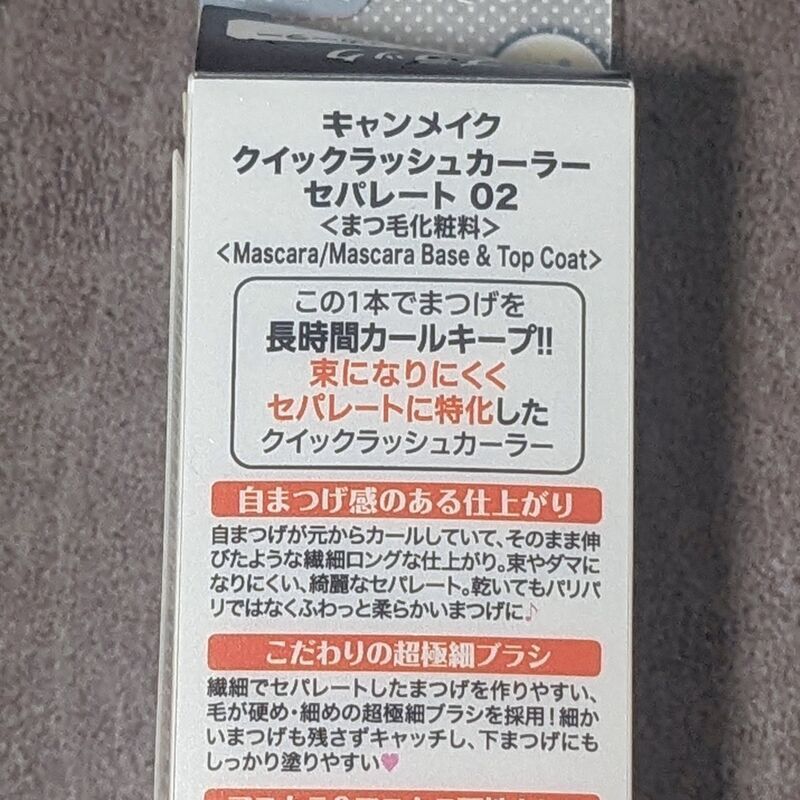 キャンメイク
クイックラッシュカーラー
セパレート 02
<まつ毛化粧料>
<Mascara/Mascara Base & Top Coat>
この1本でまつげを
長時間カールキープ!!
束になりにくく
セパレートに特化した
クイックラッシュカーラー
自まつげ感のある仕上がり
自まつげが元からカールしていて、そのまま伸
びたような繊細ロングな仕上がり。束やダマに
なりにくい、綺麗なセパレート。乾いてもパリパ
リではなくふわっと柔らかいまつげに♪
こだわりの超極細ブラシ
繊細でセパレートしたまつげを作りやすい、
毛が硬め・細めの超極細ブラシを採用!細か
いまつげも残さずキャッチし、下まつげにも
しっかり塗りやすい♥